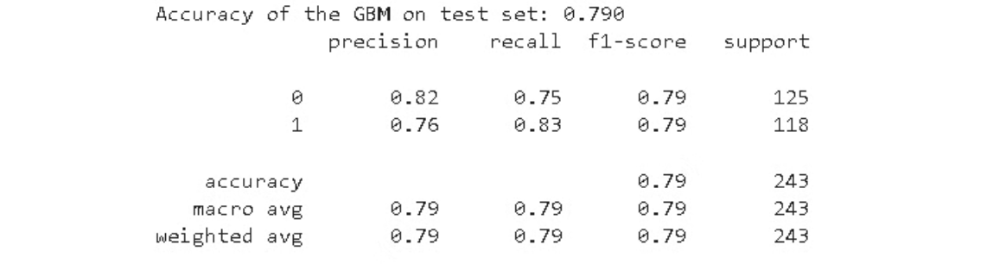 Accuracy of the GBM on test set: 0.790
precision recall f1-score support
0 0.82 0.75 0.79 125
1 0.76 0.83 0.79 118
accuracy 0.79 243
macro avg 0.79 0.79 0.79 243
weighted avg 0.79 0.79 0.79 243